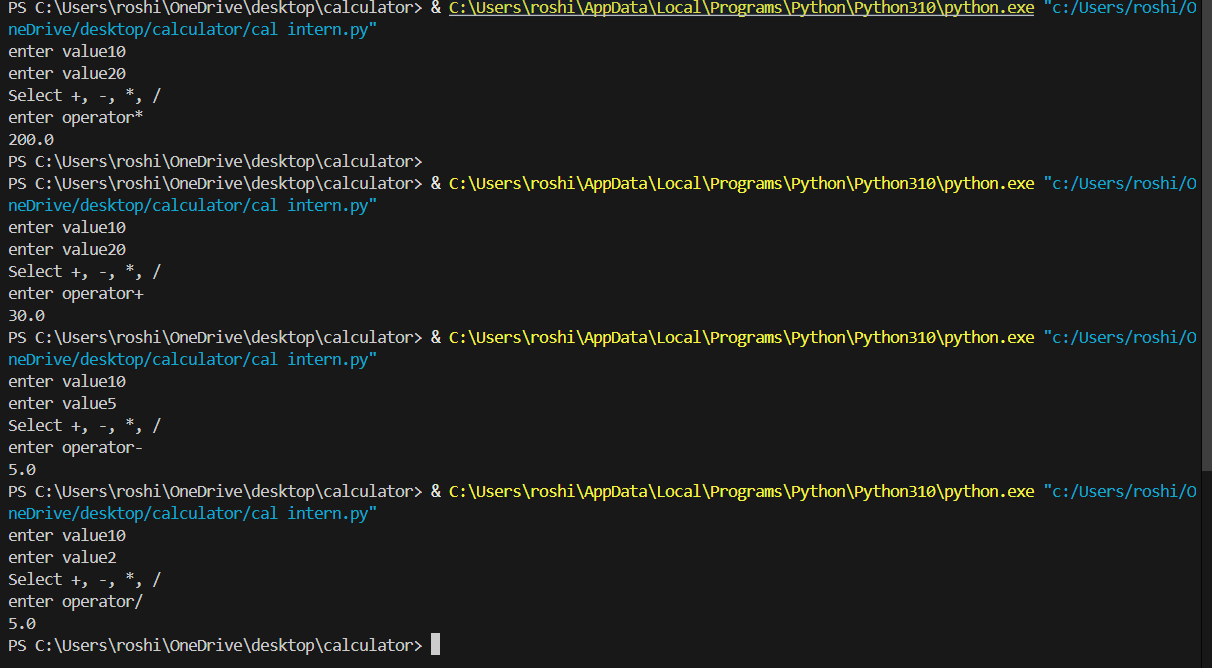 PS C:\Users\roshi\OneDrive\desktop\calculator> & C:\Users\roshi\AppData\Local\Programs\Python\Python310\python.exe "c:/Users/roshi/O
neDrive/desktop/calculator/cal intern.py"
enter value10
enter value20
Select +, -, *, /
enter operator*
200.0
PS C:\Users\roshi\OneDrive\desktop\calculator>
PS C:\Users\roshi\OneDrive\desktop\calculator> & C:\Users\roshi\AppData\Local\Programs\Python\Python310\python.exe "c:/Users/roshi/O
neDrive/desktop/calculator/cal intern.py"
enter value10
enter value20
Select +, -, *, /
enter operator+
30.0
PS C:\Users\roshi\OneDrive\desktop\calculator> & C:\Users\roshi\AppData\Local\Programs\Python\Python310\python.exe "c:/Users/roshi/O
neDrive/desktop/calculator/cal intern.py"
enter value10
enter value5
Select +, -, *, /
enter operator-
5.0
PS C:\Users\roshi\OneDrive\desktop\calculator> & C:\Users\roshi\AppData\Local\Programs\Python\Python310\python.exe "c:/Users/roshi/O
neDrive/desktop/calculator/cal intern.py"
enter value10
enter value2
Select +, -, *, /
enter operator/
5.0
PS C:\Users\roshi\OneDrive\desktop\calculator>